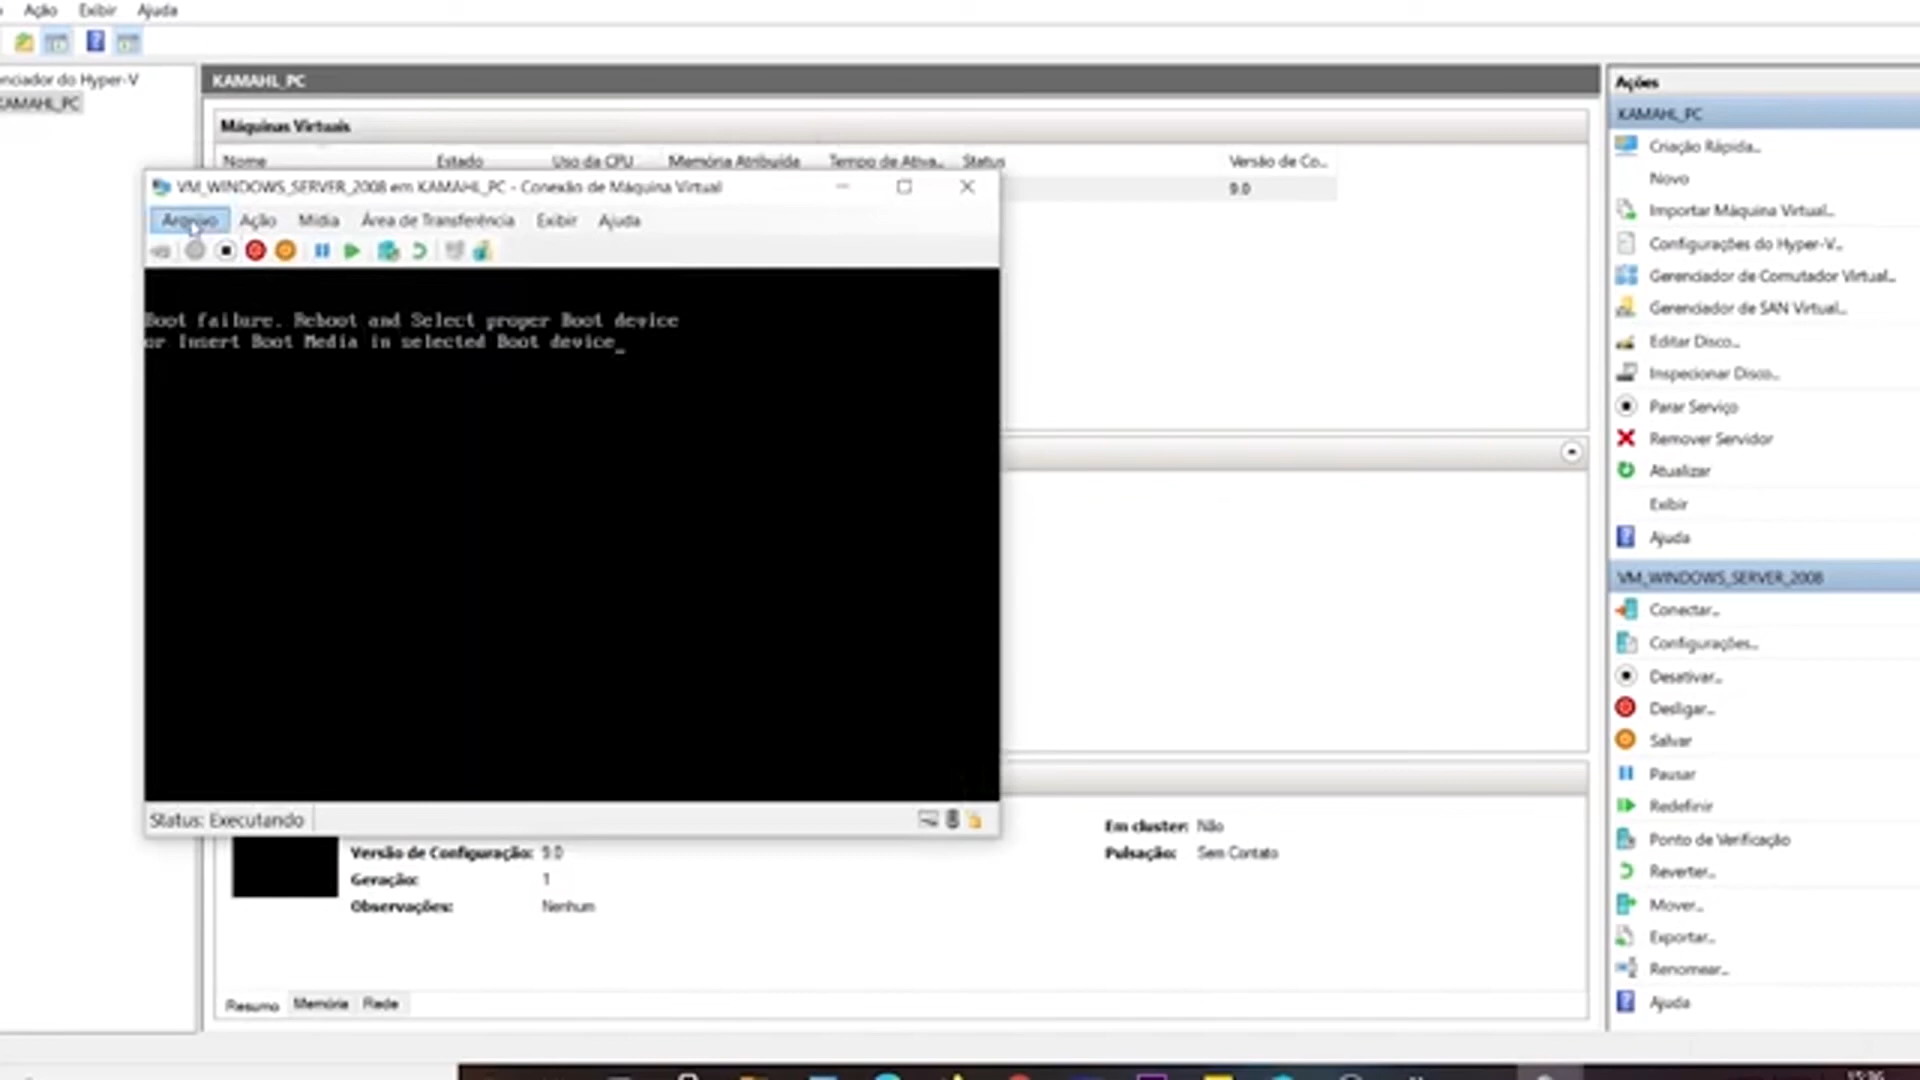 Ação Exibir Ajuda
nciador do Hyper-V
KAMAHL_PC
KAMAHL_PC
Máquinas Virtuais
Nome Estado Uso da CPU Memória Atribuída Tempo de Ativa... Status Versão de Co...
9.0
VM_WINDOWS_SERVER_2008 em KAMAHL_PC - Conexão de Máquina Virtual
Arquivo Ação Mídia Área de Transferência Exibir Ajuda
Boot failure. Reboot and Select proper Boot device
or Insert Boot Media in selected Boot device_
Status: Executando
Versão de Configuração: 9.0
Geração: 1
Observações: Nenhum
Em cluster: Não
Pulsação: Sem Contato
Resumo Memória Rede
Ações
KAMAHL_PC
Criação Rápida...
Novo
Importar Máquina Virtual...
Configurações do Hyper-V...
Gerenciador de Comutador Virtual...
Gerenciador de SAN Virtual...
Editar Disco...
Inspecionar Disco...
Parar Serviço
Remover Servidor
Atualizar
Exibir
Ajuda
VM_WINDOWS_SERVER_2008
Conectar...
Configurações...
Desativar...
Desligar...
Salvar
Pausar
Redefinir
Ponto de Verificação
Reverter...
Mover...
Exportar...
Renomear...
Ajuda
15:36